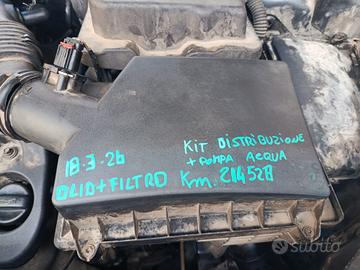 KIT DISTRIBUZIONE
+ POMPA ACQUA
18.3.26
OLIO+FILTRO Km. 214528
subito